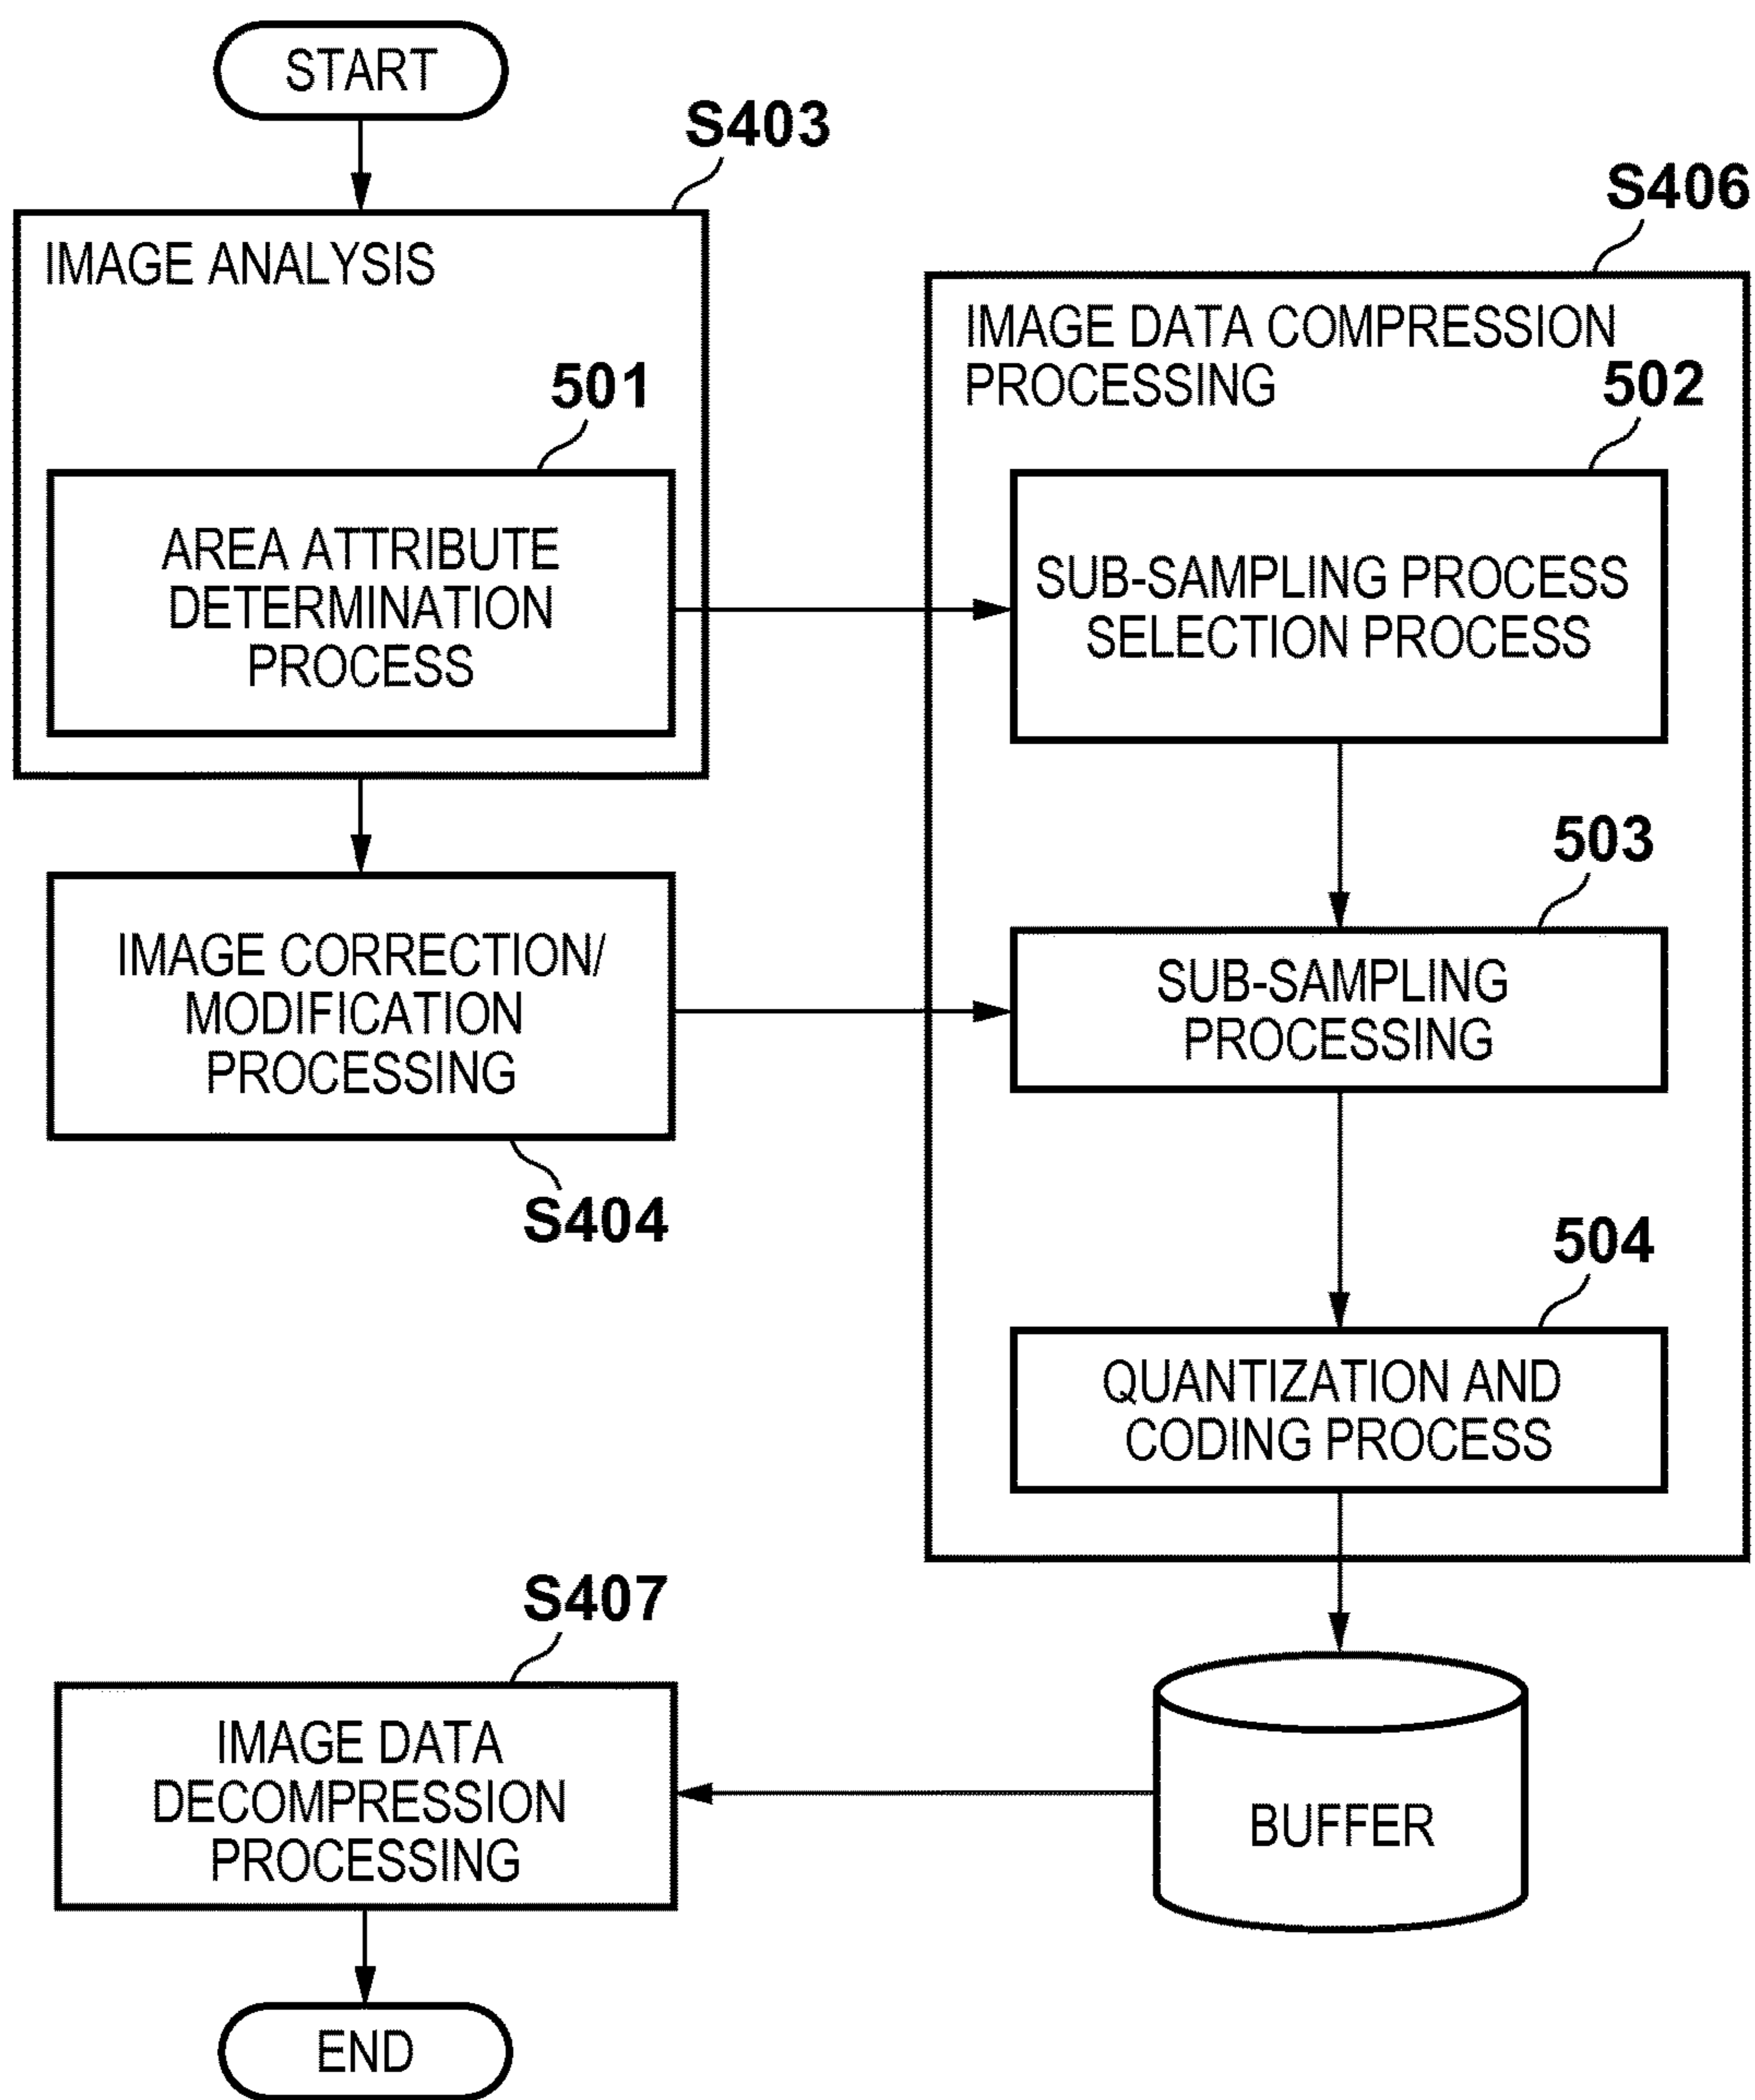 START
S403
IMAGE ANALYSIS
501
AREA ATTRIBUTE
DETERMINATION
PROCESS
S406
IMAGE DATA COMPRESSION
PROCESSING
502
SUB-SAMPLING PROCESS
SELECTION PROCESS
IMAGE CORRECTION/
MODIFICATION
PROCESSING
S404
503
SUB-SAMPLING
PROCESSING
504
QUANTIZATION AND
CODING PROCESS
S407
IMAGE DATA
DECOMPRESSION
PROCESSING
BUFFER
END